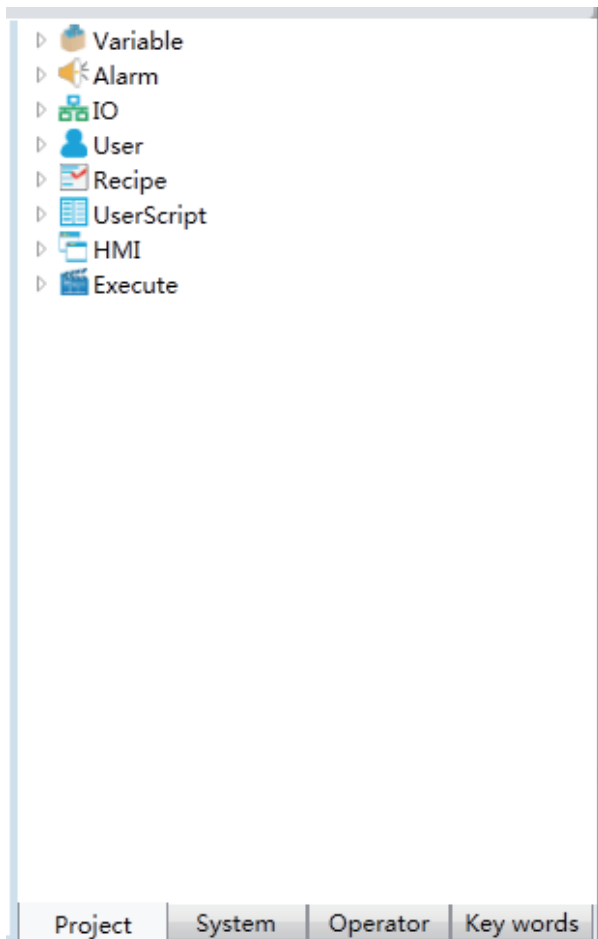 Variable
Alarm
IO
User
Recipe
UserScript
HMI
Execute
Project System Operator Key words